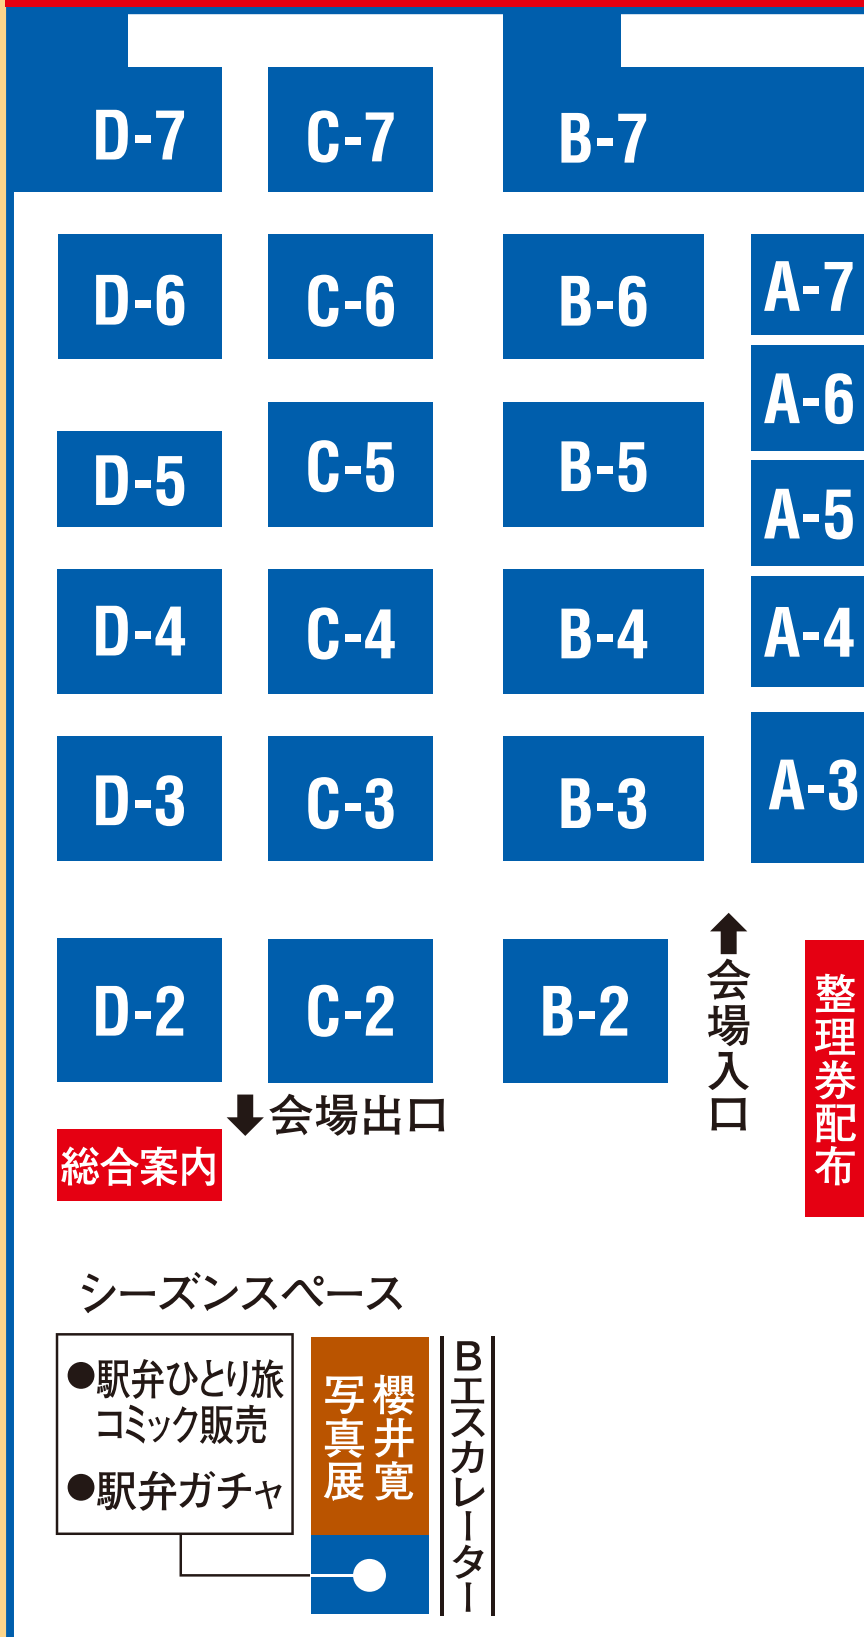 D-7
C-7
B-7
D-6
C-6
B-6
A-7
A-6
D-5
C-5
B-5
A-5
D-4
C-4
B-4
A-4
D-3
C-3
B-3
A-3
D-2
C-2
B-2
会場入口
整理券配布
会場出口
総合案内
シーズンスペース
●駅弁ひとり旅
コミック販売
●駅弁ガチャ
櫻井寛
写真展
Bエスカレーター